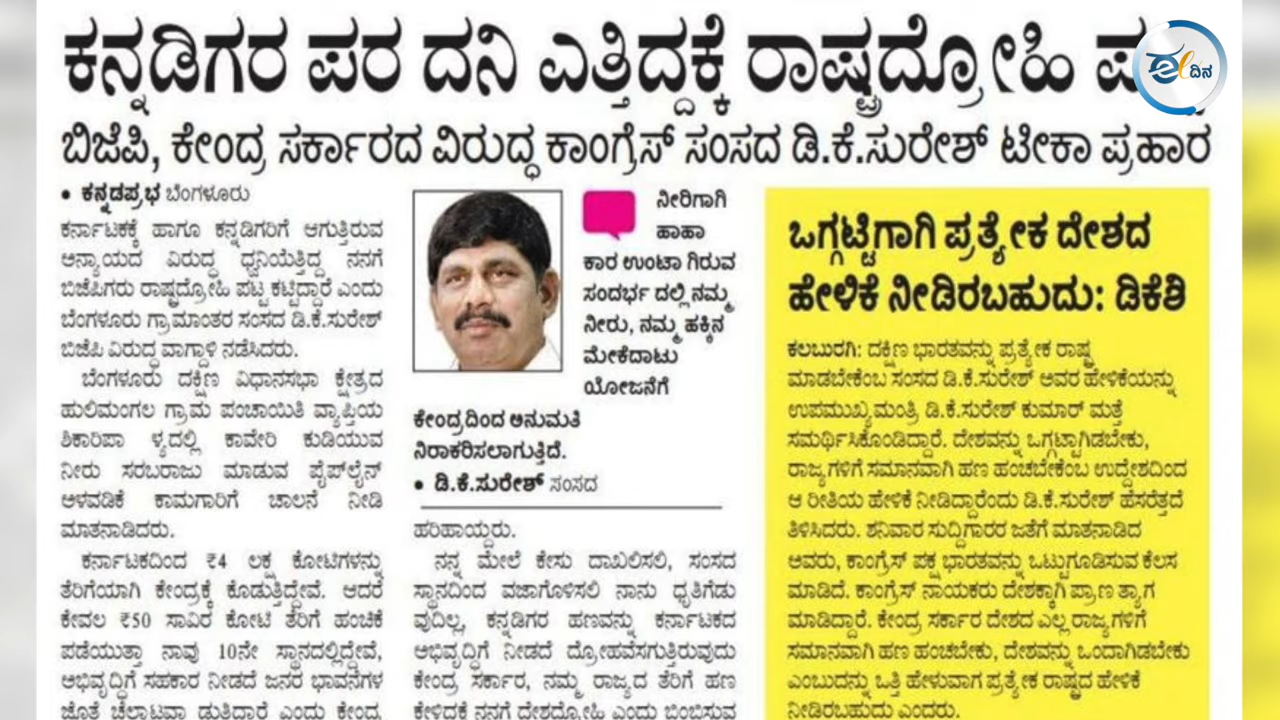 ಕನ್ನಡಿಗರ ಪರ ದನಿ ಎತ್ತಿದ್ದಕ್ಕೆ ರಾಷ್ಟ್ರದ್ರೋಹಿ
ಈ ದಿನ
ಬಿಜೆಪಿ, ಕೇಂದ್ರ ಸರ್ಕಾರದ ವಿರುದ್ಧ ಕಾಂಗ್ರೆಸ್ ಸಂಸದ ಡಿ.ಕೆ.ಸುರೇಶ್ ಟೀಕಾ ಪ್ರಹಾರ
• ಕನ್ನಡಪ್ರಭ ಬೆಂಗಳೂರು
ಕರ್ನಾಟಕಕ್ಕೆ ಹಾಗೂ ಕನ್ನಡಿಗರಿಗೆ ಆಗುತ್ತಿರುವ
ಅನ್ಯಾಯದ ವಿರುದ್ಧ ಧ್ವನಿಯೆತ್ತಿದ್ದ ನನಗೆ
ಬಿಜೆಪಿಗರು ರಾಷ್ಟ್ರದ್ರೋಹಿ ಪಟ್ಟ ಕಟ್ಟಿದ್ದಾರೆ ಎಂದು
ಬೆಂಗಳೂರು ಗ್ರಾಮಾಂತರ ಸಂಸದ ಡಿ.ಕೆ.ಸುರೇಶ್
ಬಿಜೆಪಿ ವಿರುದ್ಧ ವಾಗ್ದಾಳಿ ನಡೆಸಿದರು.
ಬೆಂಗಳೂರು ದಕ್ಷಿಣ ವಿಧಾನಸಭಾ ಕ್ಷೇತ್ರದ
ಹುಲಿಮಂಗಲ ಗ್ರಾಮ ಪಂಚಾಯಿತಿ ವ್ಯಾಪ್ತಿಯ
ಶಿಕಾರಿಪಾ ಳ್ಯದಲ್ಲಿ ಕಾವೇರಿ ಕುಡಿಯುವ
ನೀರು ಸರಬರಾಜು ಮಾಡುವ ಪೈಪ್‌ಲೈನ್
ಅಳವಡಿಕೆ ಕಾಮಗಾರಿಗೆ ಚಾಲನೆ ನೀಡಿ
ಮಾತನಾಡಿದರು.
ಕರ್ನಾಟಕದಿಂದ ₹4 ಲಕ್ಷ ಕೋಟಿಗಳನ್ನು
ತೆರಿಗೆಯಾಗಿ ಕೇಂದ್ರಕ್ಕೆ ಕೊಡುತ್ತಿದ್ದೇವೆ. ಆದರೆ
ಕೇವಲ ₹50 ಸಾವಿರ ಕೋಟಿ ತೆರಿಗೆ ಹಂಚಿಕೆ
ಪಡೆಯುತ್ತಾ ನಾವು 10ನೇ ಸ್ಥಾನದಲ್ಲಿದ್ದೇವೆ,
ಅಭಿವೃದ್ಧಿಗೆ ಸಹಕಾರ ನೀಡದೆ ಜನರ ಭಾವನೆಗಳ
ಜೊತೆ ಚೆಲ್ಲಾಟವಾ ಡುತ್ತಿದ್ದಾರೆ ಎಂದು ಕೇಂದ್ರ
ನೀರಿಗಾಗಿ
ಹಾಹಾ
ಕಾರ ಉಂಟಾ ಗಿರುವ
ಸಂದರ್ಭ ದಲ್ಲಿ ನಮ್ಮ
ನೀರು, ನಮ್ಮ ಹಕ್ಕಿನ
ಮೇಕೆದಾಟು
ಯೋಜನೆಗೆ
ಕೇಂದ್ರದಿಂದ ಅನುಮತಿ
ನಿರಾಕರಿಸಲಾಗುತ್ತಿದೆ.
• ಡಿ.ಕೆ.ಸುರೇಶ್ ಸಂಸದ
ಹರಿಹಾಯ್ದರು.
ನನ್ನ ಮೇಲೆ ಕೇಸು ದಾಖಲಿಸಲಿ, ಸಂಸದ
ಸ್ಥಾನದಿಂದ ವಜಾಗೊಳಿಸಲಿ ನಾನು ಧೃತಿಗೆಡು
ವುದಿಲ್ಲ, ಕನ್ನಡಿಗರ ಹಣವನ್ನು ಕರ್ನಾಟಕದ
ಅಭಿವೃದ್ಧಿಗೆ ನೀಡದೆ ದ್ರೋಹವೆಸಗುತ್ತಿರುವುದು
ಕೇಂದ್ರ ಸರ್ಕಾರ, ನಮ್ಮ ರಾಜ್ಯದ ತೆರಿಗೆ ಹಣ
ಕೇಳಿದಕ್ಕೆ ನನಗೆ ದೇಶದ್ರೋಹಿ ಎಂದು ಬಿಂಬಿಸುವ
ಒಗ್ಗಟ್ಟಿಗಾಗಿ ಪ್ರತ್ಯೇಕ ದೇಶದ
ಹೇಳಿಕೆ ನೀಡಿರಬಹುದು: ಡಿಕೆಶಿ
ಕಲಬುರಗಿ: ದಕ್ಷಿಣ ಭಾರತವನ್ನು ಪ್ರತ್ಯೇಕ ರಾಷ್ಟ್ರ
ಮಾಡಬೇಕೆಂಬ ಸಂಸದ ಡಿ.ಕೆ.ಸುರೇಶ್ ಅವರ ಹೇಳಿಕೆಯನ್ನು
ಉಪಮುಖ್ಯಮಂತ್ರಿ ಡಿ.ಕೆ.ಸುರೇಶ್ ಕುಮಾರ್ ಮತ್ತೆ
ಸಮರ್ಥಿಸಿಕೊಂಡಿದ್ದಾರೆ. ದೇಶವನ್ನು ಒಗ್ಗಟ್ಟಾಗಿಡಬೇಕು,
ರಾಜ್ಯಗಳಿಗೆ ಸಮಾನವಾಗಿ ಹಣ ಹಂಚಬೇಕೆಂಬ ಉದ್ದೇಶದಿಂದ
ಆ ರೀತಿಯ ಹೇಳಿಕೆ ನೀಡಿದ್ದಾರೆಂದು ಡಿ.ಕೆ.ಸುರೇಶ್ ಹೆಸರೆತ್ತದೆ
ತಿಳಿಸಿದರು. ಶನಿವಾರ ಸುದ್ದಿಗಾರರ ಜತೆಗೆ ಮಾತನಾಡಿದ
ಅವರು, ಕಾಂಗ್ರೆಸ್ ಪಕ್ಷ ಭಾರತವನ್ನು ಒಟ್ಟುಗೂಡಿಸುವ ಕೆಲಸ
ಮಾಡಿದೆ. ಕಾಂಗ್ರೆಸ್ ನಾಯಕರು ದೇಶಕ್ಕಾಗಿ ಪ್ರಾಣ ತ್ಯಾಗ
ಮಾಡಿದ್ದಾರೆ. ಕೇಂದ್ರ ಸರ್ಕಾರ ದೇಶದ ಎಲ್ಲ ರಾಜ್ಯಗಳಿಗೆ
ಸಮಾನವಾಗಿ ಹಣ ಹಂಚಬೇಕು, ದೇಶವನ್ನು ಒಂದಾಗಿಡಬೇಕು
ಎಂಬುದನ್ನು ಒತ್ತಿ ಹೇಳುವಾಗ ಪ್ರತ್ಯೇಕ ರಾಷ್ಟ್ರದ ಹೇಳಿಕೆ
ನೀಡಿರಬಹುದು ಎಂದರು.